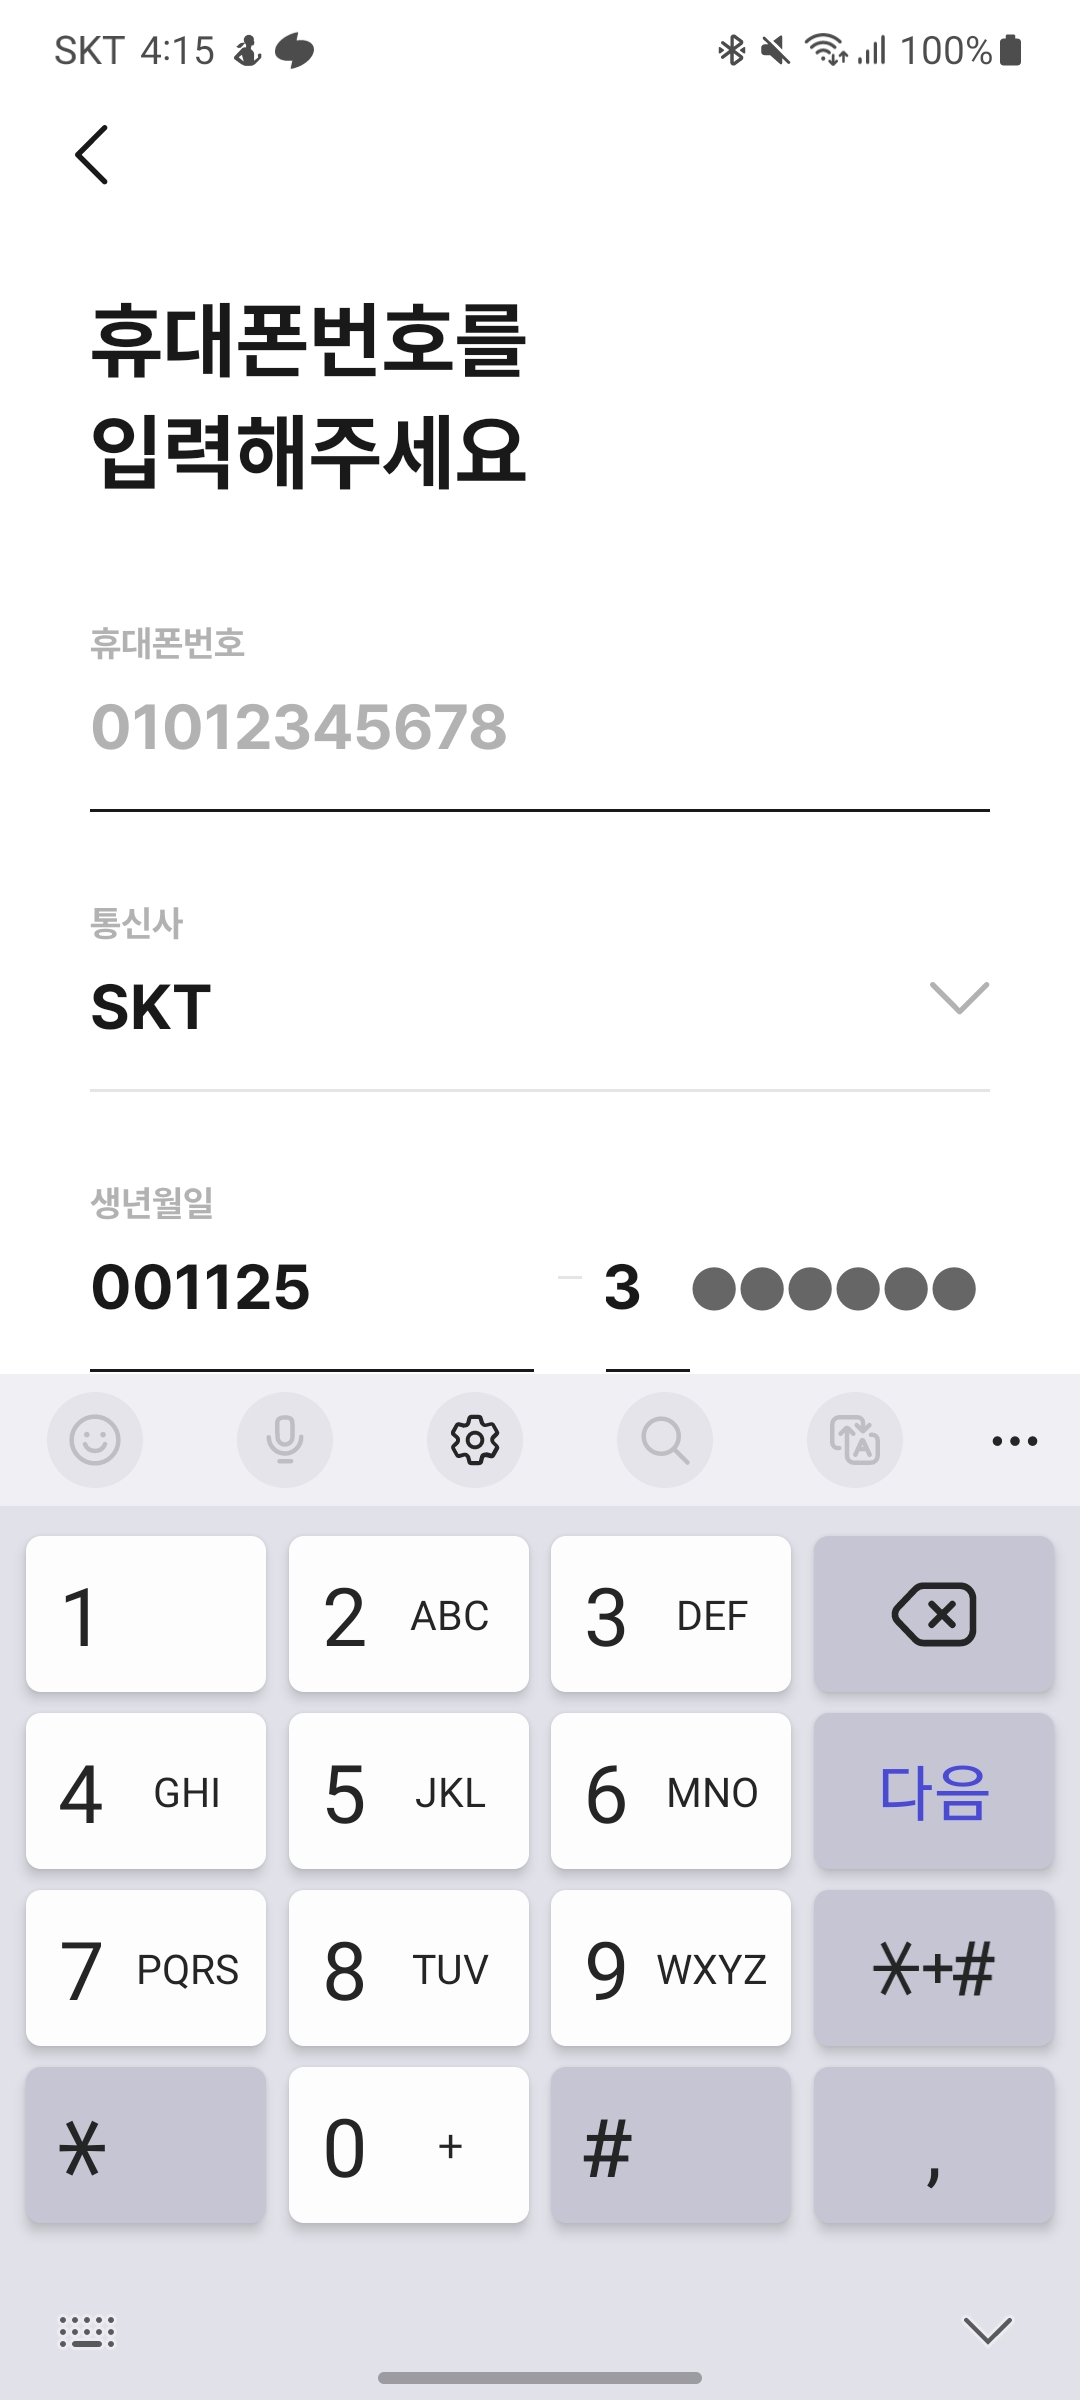 SKT 4:15 100%
휴대폰번호를
입력해주세요
휴대폰번호
01012345678
통신사
SKT
생년월일
001125 – 3 ●●●●●●
1 2 ABC 3 DEF
4 GHI 5 JKL 6 MNO 다음
7 PQRS 8 TUV 9 WXYZ *+#
* 0 + # ,